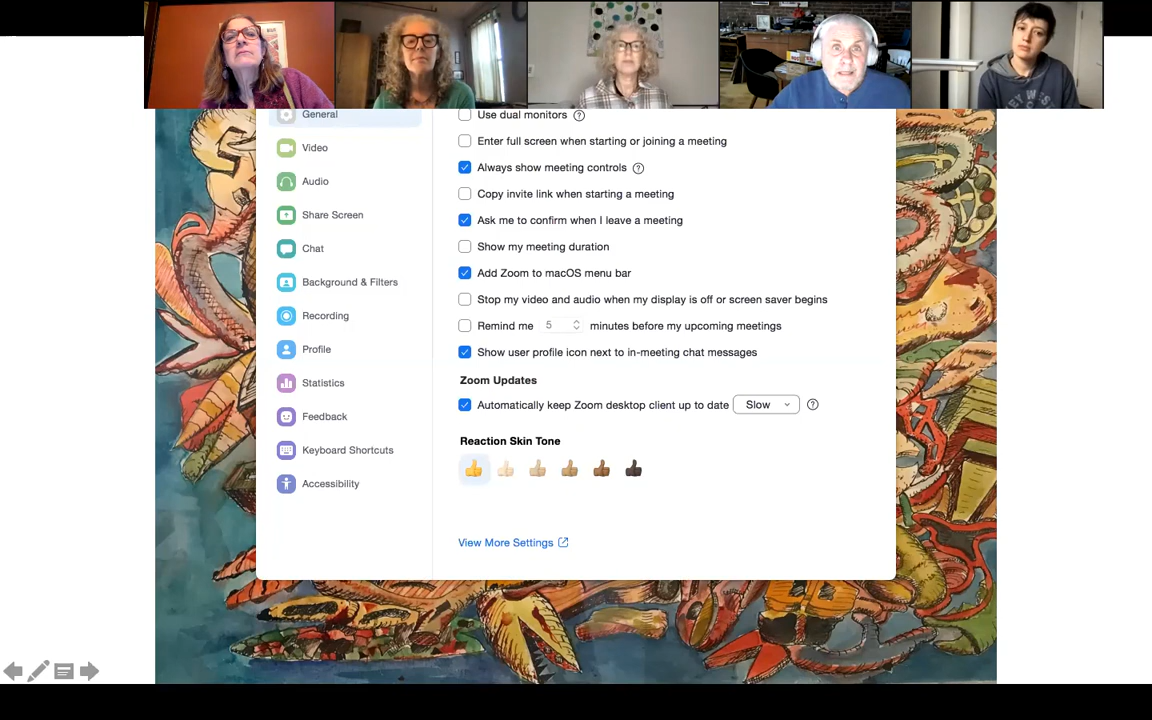 General
Video
Audio
Share Screen
Chat
Background & Filters
Recording
Profile
Statistics
Feedback
Keyboard Shortcuts
Accessibility
Use dual monitors ?
Enter full screen when starting or joining a meeting
Always show meeting controls ?
Copy invite link when starting a meeting
Ask me to confirm when I leave a meeting
Show my meeting duration
Add Zoom to macOS menu bar
Stop my video and audio when my display is off or screen saver begins
Remind me 5 minutes before my upcoming meetings
Show user profile icon next to in-meeting chat messages
Zoom Updates
Automatically keep Zoom desktop client up to date Slow ?
Reaction Skin Tone
View More Settings